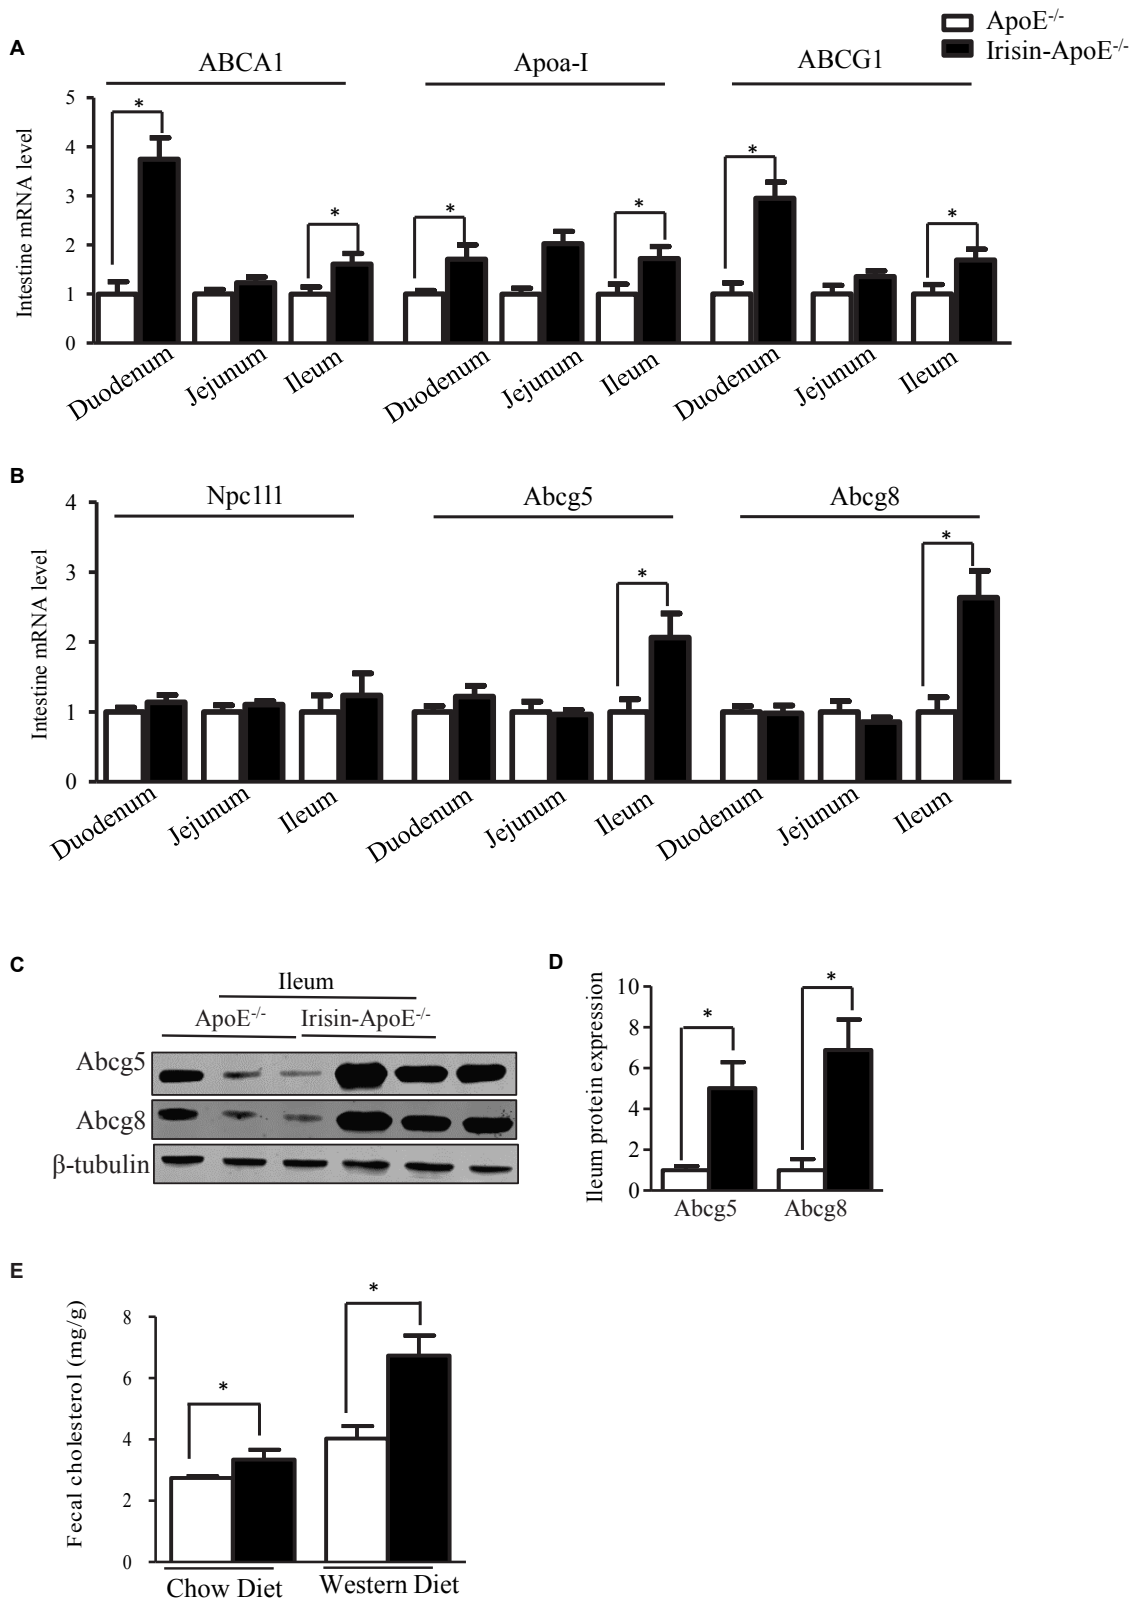 ApoE-/-
Irisin-ApoE-/-
A
ABCA1 Apoa-I ABCG1
Intestine mRNA level
5
4
3
2
1
0
* * * * * *
Duodenum Jejunum Ileum Duodenum Jejunum Ileum Duodenum Jejunum Ileum
B
Npc1l1 Abcg5 Abcg8
Intestine mRNA level
4
3
2
1
0
* *
Duodenum Jejunum Ileum Duodenum Jejunum Ileum Duodenum Jejunum Ileum
C
Ileum
ApoE-/- Irisin-ApoE-/-
Abcg5
Abcg8
β-tubulin
D
Ileum protein expression
10
8
6
4
2
0
* *
Abcg5 Abcg8
E
Fecal cholesterol (mg/g)
8
6
4
2
0
* *
Chow Diet Western Diet